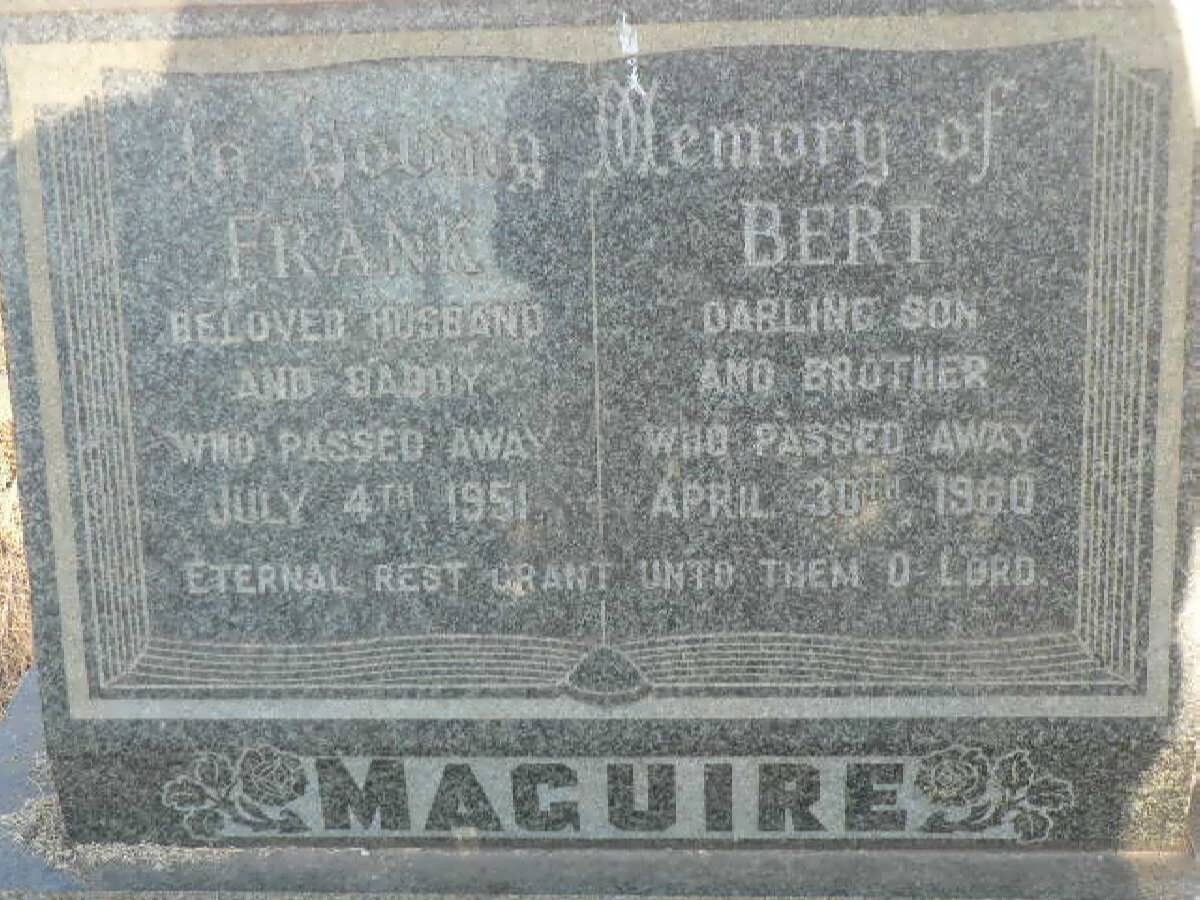 In Loving Memory of
FRANK
BELOVED HUSBAND
AND DADDY
WHO PASSED AWAY
JULY 4TH 1951
BERT
DARLING SON
AND BROTHER
WHO PASSED AWAY
APRIL 30TH 1960
ETERNAL REST GRANT UNTO THEM O LORD.
MAGUIRE